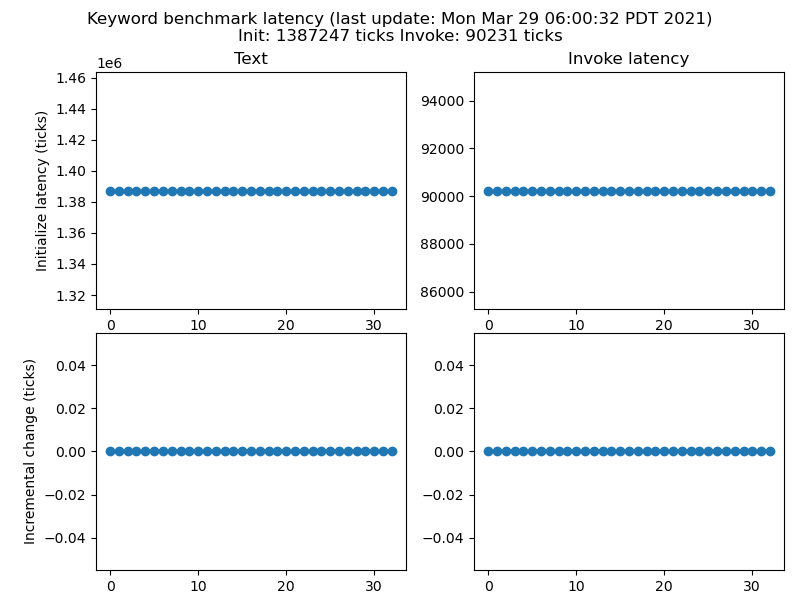 Keyword benchmark latency (last update: Mon Mar 29 06:00:32 PDT 2021)
Init: 1387247 ticks Invoke: 90231 ticks
Text
1e6
Initialize latency (ticks)
1.46
1.44
1.42
1.40
1.38
1.36
1.34
1.32
0 10 20 30
Invoke latency
94000
92000
90000
88000
86000
0 10 20 30
Incremental change (ticks)
0.04
0.02
0.00
−0.02
−0.04
0 10 20 30
0.04
0.02
0.00
−0.02
−0.04
0 10 20 30